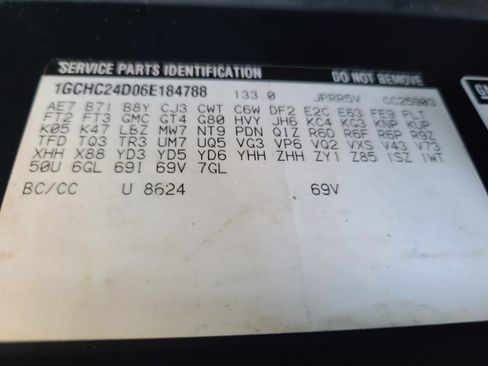 SERVICE PARTS IDENTIFICATION DO NOT REMOVE
1GCHC24D06E184788 133.0 JPRR5V CC25903
AE7 B71 B8Y CJ3 CWT C6W DF2 E2C E63 FE9 FLT
FT2 FT3 GMC GT4 G80 HVY JH6 KC4 KG3 KNP KUP
K05 K47 LBZ MW7 NT9 PDN QIZ R6D R6F R6P R9Z
TFD TQ3 TR3 UM7 UQ5 VG3 VP6 VQ2 VXS V43 V73
XHH X88 YD3 YD5 YD6 YHH ZHH ZY1 Z85 1SZ 1WT
50U 6GL 69I 69V 7GL
BC/CC U 8624 69V